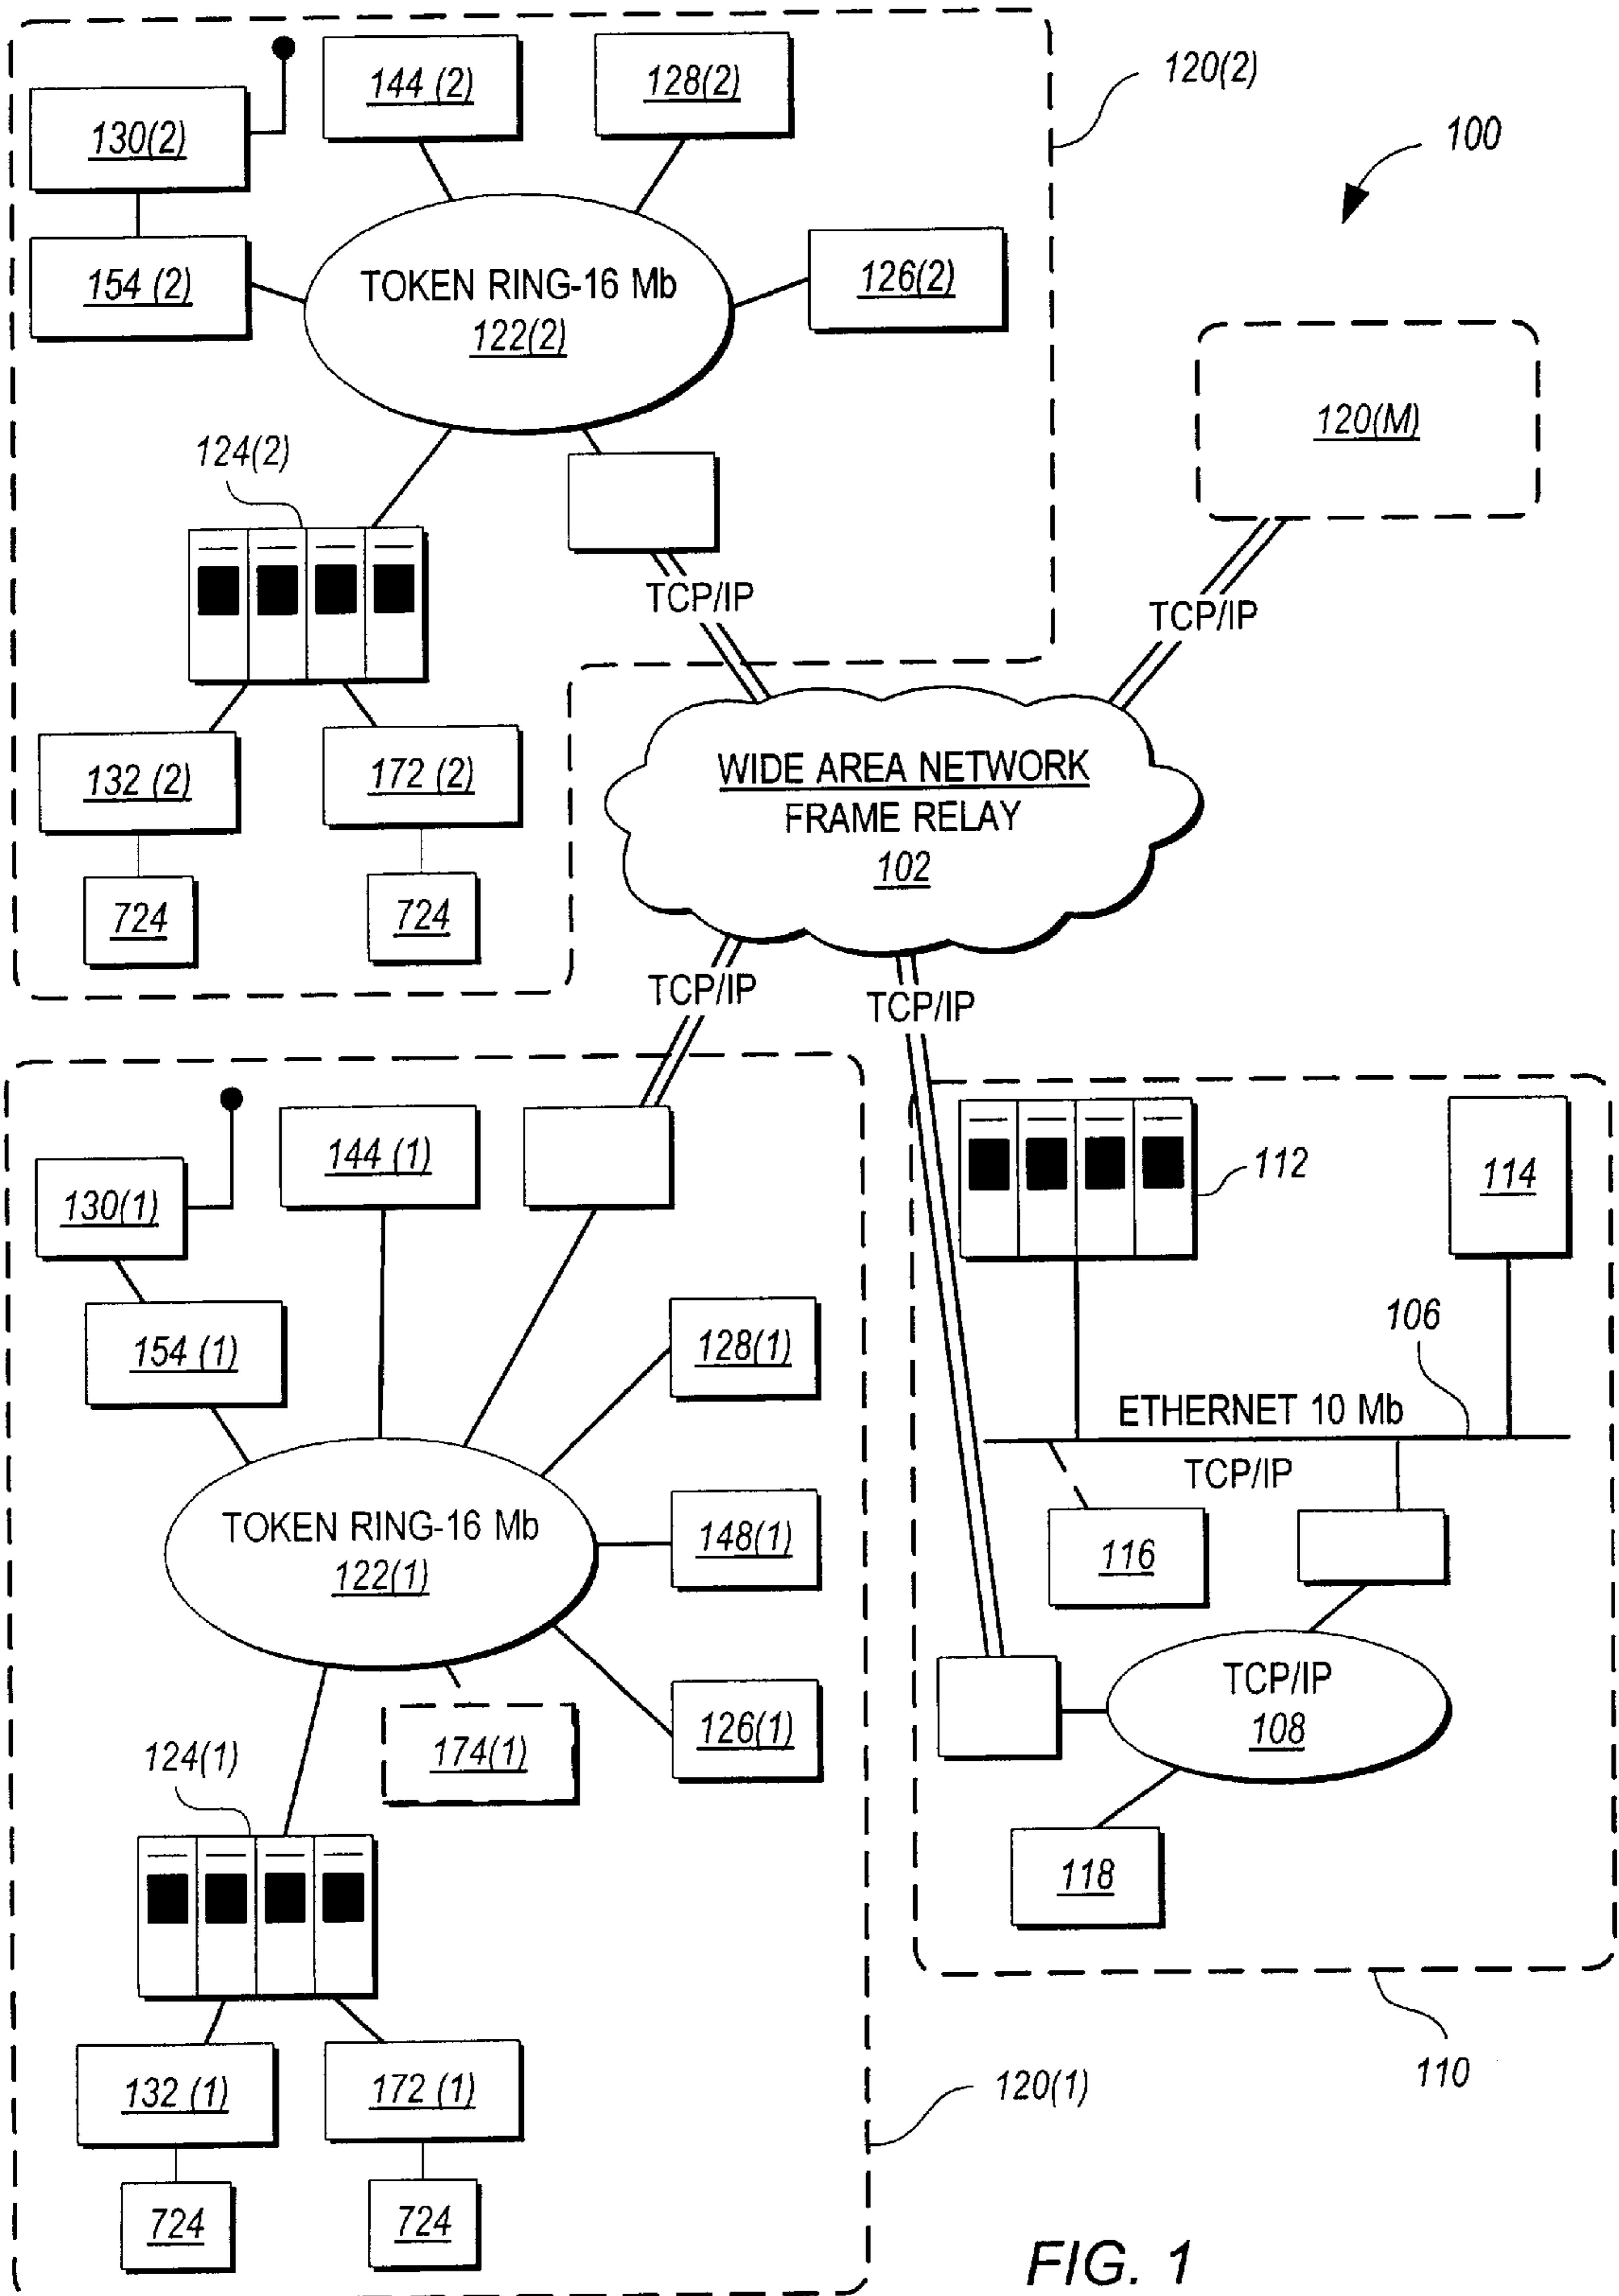 120(2)
144 (2)
128(2)
130(2)
100
154 (2)
TOKEN RING-16 Mb
122(2)
126(2)
120(M)
124(2)
TCP/IP
TCP/IP
132 (2)
172 (2)
WIDE AREA NETWORK
FRAME RELAY
102
724
724
TCP/IP
TCP/IP
144 (1)
130(1)
112
114
154 (1)
128(1)
106
ETHERNET 10 Mb
TCP/IP
TOKEN RING-16 Mb
122(1)
148(1)
116
TCP/IP
108
174(1)
126(1)
124(1)
118
132 (1)
172 (1)
120(1)
110
724
724
FIG. 1